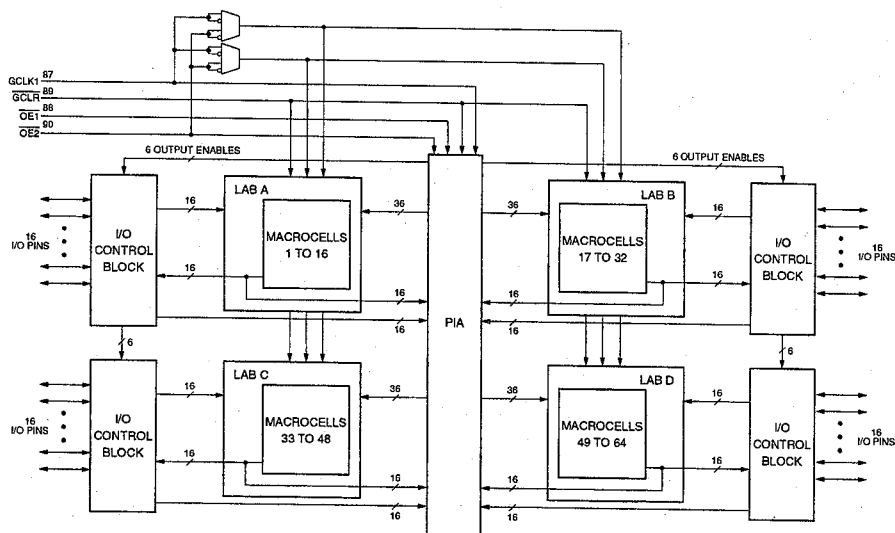 GCLK1 87
GCLR 89
OE1 88
OE2 90
6 OUTPUT ENABLES
6 OUTPUT ENABLES
16
I/O PINS
I/O
CONTROL
BLOCK
16
16
LAB A
MACROCELLS
1 TO 16
36
16
16
PIA
36
16
16
LAB B
MACROCELLS
17 TO 32
16
16
I/O
CONTROL
BLOCK
16
I/O PINS
6
6
16
I/O PINS
I/O
CONTROL
BLOCK
16
16
LAB C
MACROCELLS
33 TO 48
36
16
16
36
16
16
LAB D
MACROCELLS
49 TO 64
16
16
I/O
CONTROL
BLOCK
16
I/O PINS